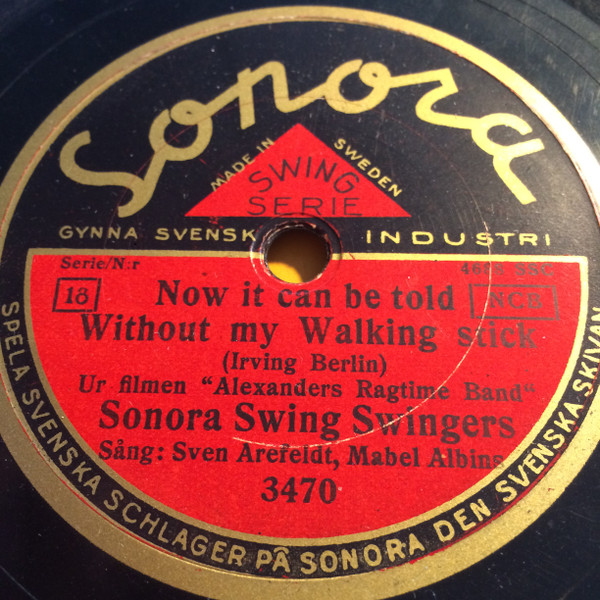 Sonora
MADE IN SWEDEN
SWING
SERIE
GYNNA SVENSK INDUSTRI
Serie/N:r
18
Now it can be told
NCB
Without my Walking stick
(Irving Berlin)
Ur filmen "Alexanders Ragtime Band"
Sonora Swing Swingers
Sång: Sven Arefeldt, Mabel Albins
3470
SPELA SVENSKA SCHLAGER PÅ SONORA DEN SVENSKA SKIVAN